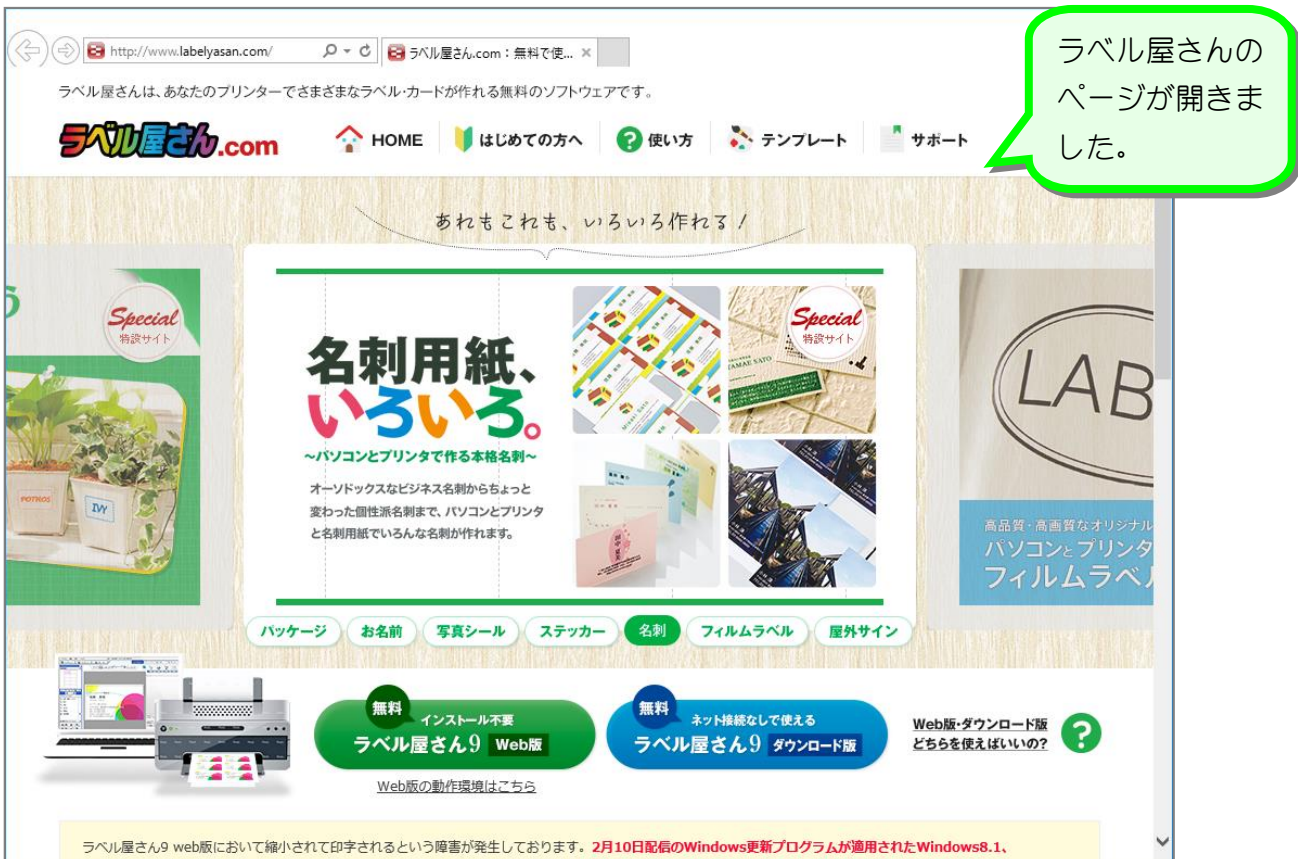 http://www.labelyasan.com/
ラベル屋さん.com：無料で使...
ラベル屋さんの
ページが開きま
した。
ラベル屋さんは、あなたのプリンターでさまざまなラベル・カードが作れる無料のソフトウェアです。
ラベル屋さん.com
HOME
はじめての方へ
使い方
テンプレート
サポート
あれもこれも、いろいろ作れる！
Special
特設サイト
POTHOS
IVY
名刺用紙、
いろいろ。
～パソコンとプリンタで作る本格名刺～
オーソドックスなビジネス名刺からちょっと
変わった個性派名刺まで、パソコンとプリンタ
と名刺用紙でいろんな名刺が作れます。
Special
特設サイト
LAB
高品質・高画質なオリジナル
パソコンとプリンタ
フィルムラベル
パッケージ
お名前
写真シール
ステッカー
名刺
フィルムラベル
屋外サイン
無料
インストール不要
ラベル屋さん9 Web版
Web版の動作環境はこちら
無料
ネット接続なしで使える
ラベル屋さん9 ダウンロード版
Web版・ダウンロード版
どちらを使えばいいの?
ラベル屋さん9 web版において縮小されて印字されるという障害が発生しております。2月10日配信のWindows更新プログラムが適用されたWindows8.1、